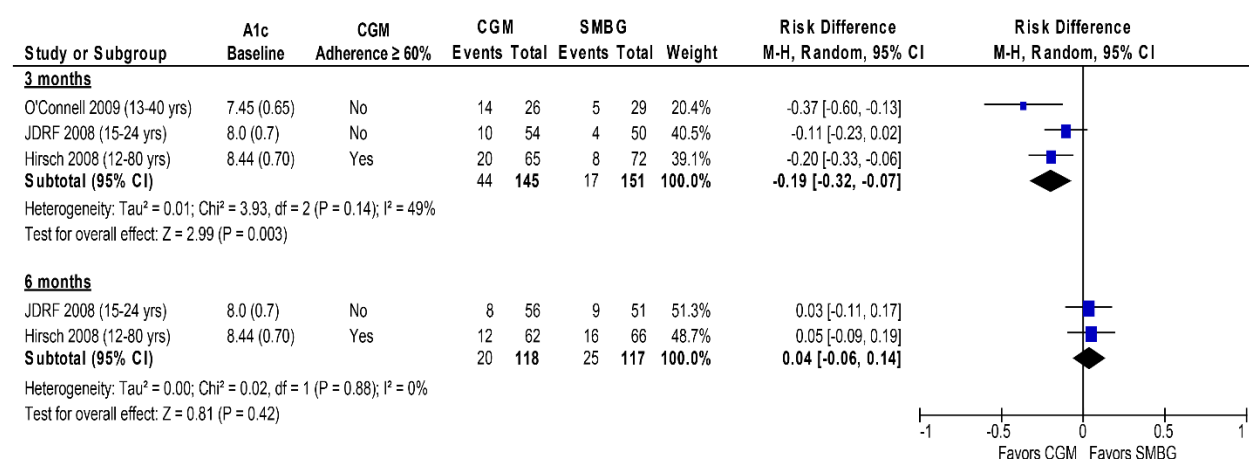 A1c CGM CGM SMBG Risk Difference Risk Difference
Study or Subgroup Baseline Adherence ≥ 60% Events Total Events Total Weight M-H, Random, 95% CI M-H, Random, 95% CI
3 months
O'Connell 2009 (13-40 yrs) 7.45 (0.65) No 14 26 5 29 20.4% -0.37 [-0.60, -0.13]
JDRF 2008 (15-24 yrs) 8.0 (0.7) No 10 54 4 50 40.5% -0.11 [-0.23, 0.02]
Hirsch 2008 (12-80 yrs) 8.44 (0.70) Yes 20 65 8 72 39.1% -0.20 [-0.33, -0.06]
Subtotal (95% CI) 44 145 17 151 100.0% -0.19 [-0.32, -0.07]
Heterogeneity: Tau² = 0.01; Chi² = 3.93, df = 2 (P = 0.14); I² = 49%
Test for overall effect: Z = 2.99 (P = 0.003)
6 months
JDRF 2008 (15-24 yrs) 8.0 (0.7) No 8 56 9 51 51.3% 0.03 [-0.11, 0.17]
Hirsch 2008 (12-80 yrs) 8.44 (0.70) Yes 12 62 16 66 48.7% 0.05 [-0.09, 0.19]
Subtotal (95% CI) 20 118 25 117 100.0% 0.04 [-0.06, 0.14]
Heterogeneity: Tau² = 0.00; Chi² = 0.02, df = 1 (P = 0.88); I² = 0%
Test for overall effect: Z = 0.81 (P = 0.42)
-1 -0.5 0 0.5 1
Favors CGM Favors SMBG